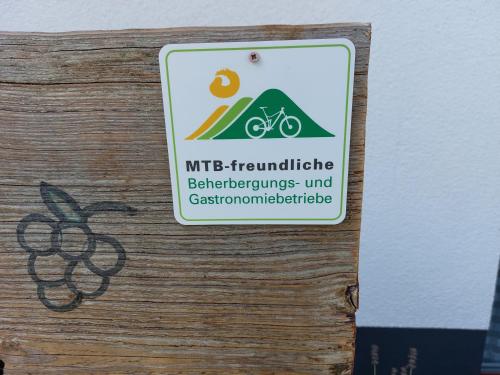 MTB-freundliche
Beherbergungs- und
Gastronomiebetriebe